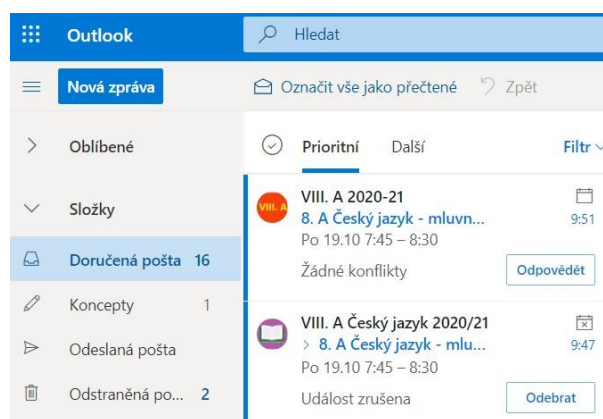 Outlook
Hledat
Nová zpráva
Označit vše jako přečtené
Zpět
Oblíbené
Prioritní
Další
Filtr
Složky
VIII. A
VIII. A 2020-21
8. A Český jazyk - mluvn...
9:51
Po 19.10 7:45 – 8:30
Doručená pošta 16
Žádné konflikty
Odpovědět
Koncepty 1
VIII. A Český jazyk 2020/21
> 8. A Český jazyk - mlu...
9:47
Odeslaná pošta
Po 19.10 7:45 – 8:30
Odstraněná po... 2
Událost zrušena
Odebrat